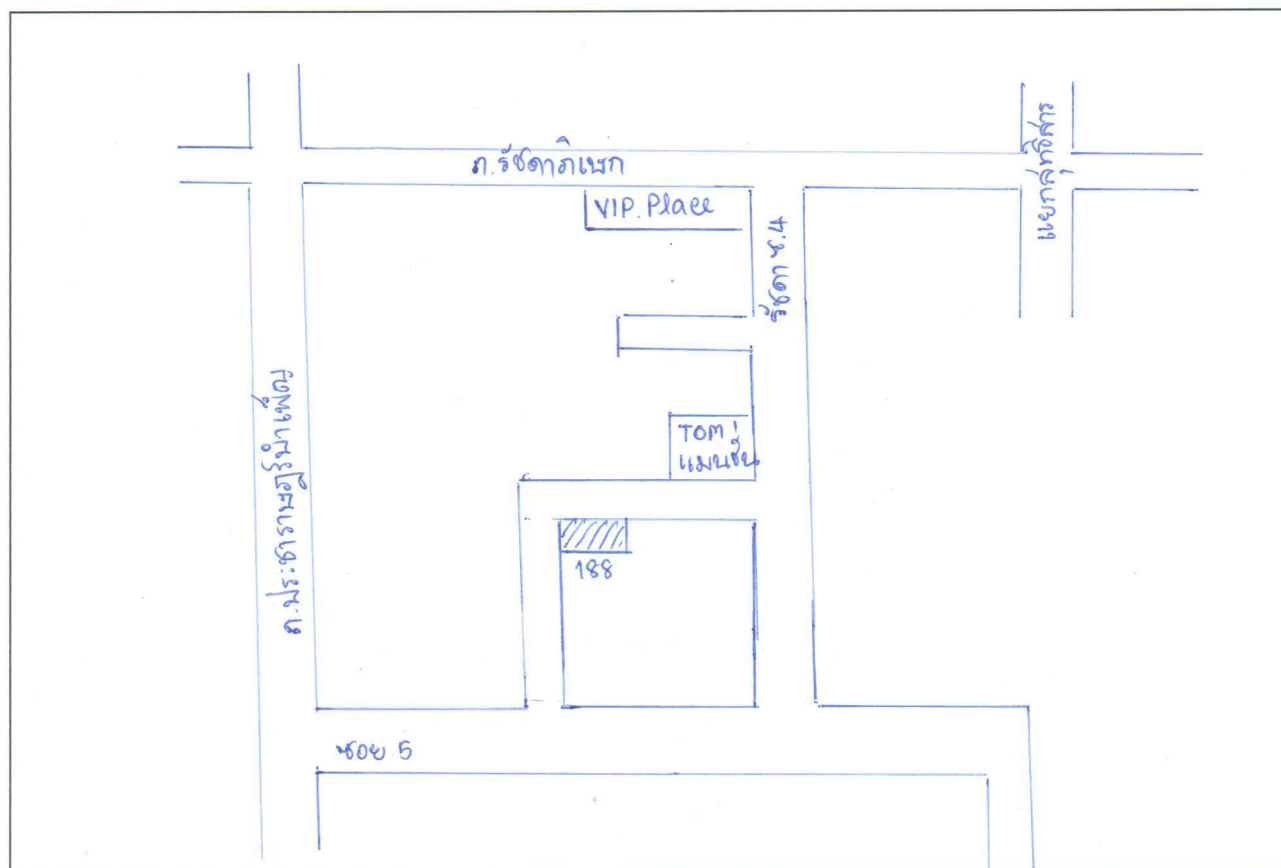 ถ.รัชดาภิเษก
แยกสุทธิสาร
VIP. Place
รัชดา ซ.4
TOM
แมนชั่น
ถ.ประชาราษฎร์บำเพ็ญ
188
ซอย 5